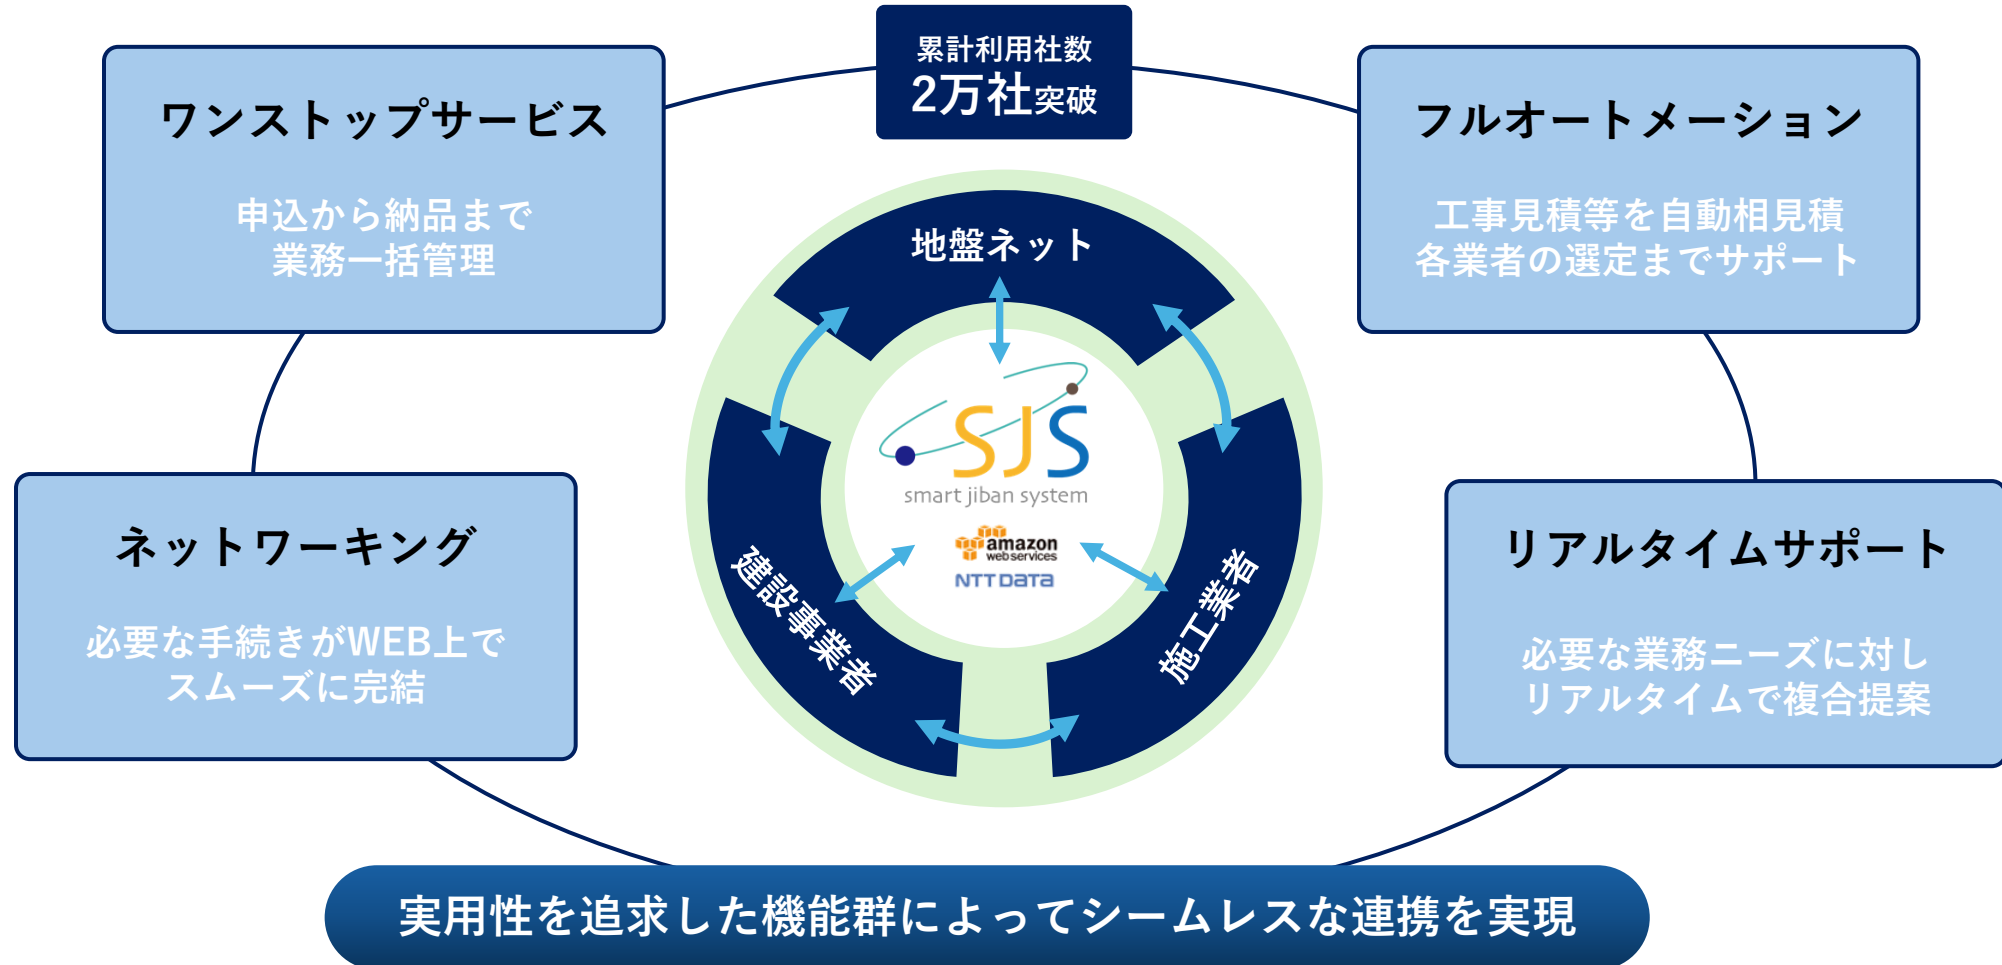 累計利用社数
2万社突破
ワンストップサービス
申込から納品まで
業務一括管理
フルオートメーション
工事見積等を自動相見積
各業者の選定までサポート
地盤ネット
SJS
smart jiban system
amazon
webservices
NTT DATA
建設事業者
施工業者
ネットワーキング
必要な手続きがWEB上で
スムーズに完結
リアルタイムサポート
必要な業務ニーズに対し
リアルタイムで複合提案
実用性を追求した機能群によってシームレスな連携を実現